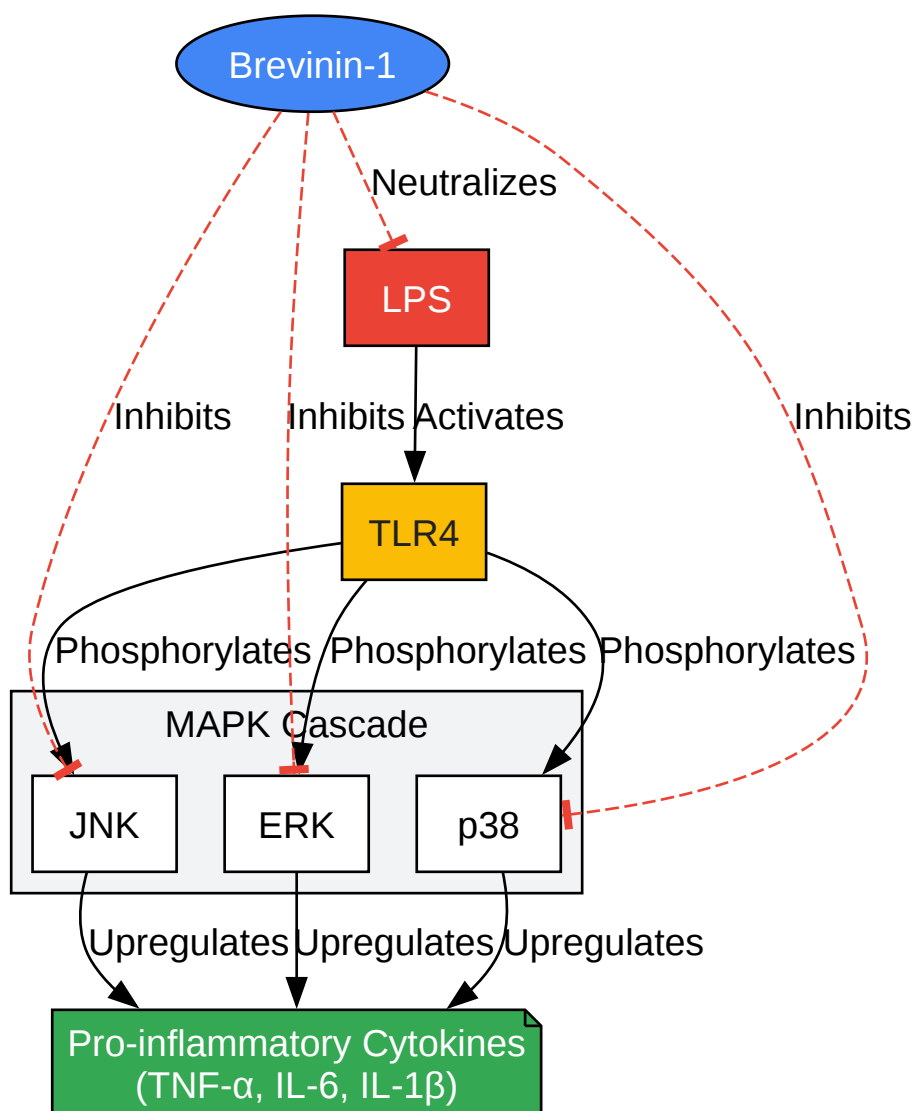 Brevinin-1
Neutralizes
LPS
Inhibits
Inhibits
Activates
Inhibits
TLR4
Phosphorylates
Phosphorylates
Phosphorylates
MAPK Cascade
JNK
ERK
p38
Upregulates
Upregulates
Upregulates
Pro-inflammatory Cytokines
(TNF-α, IL-6, IL-1β)